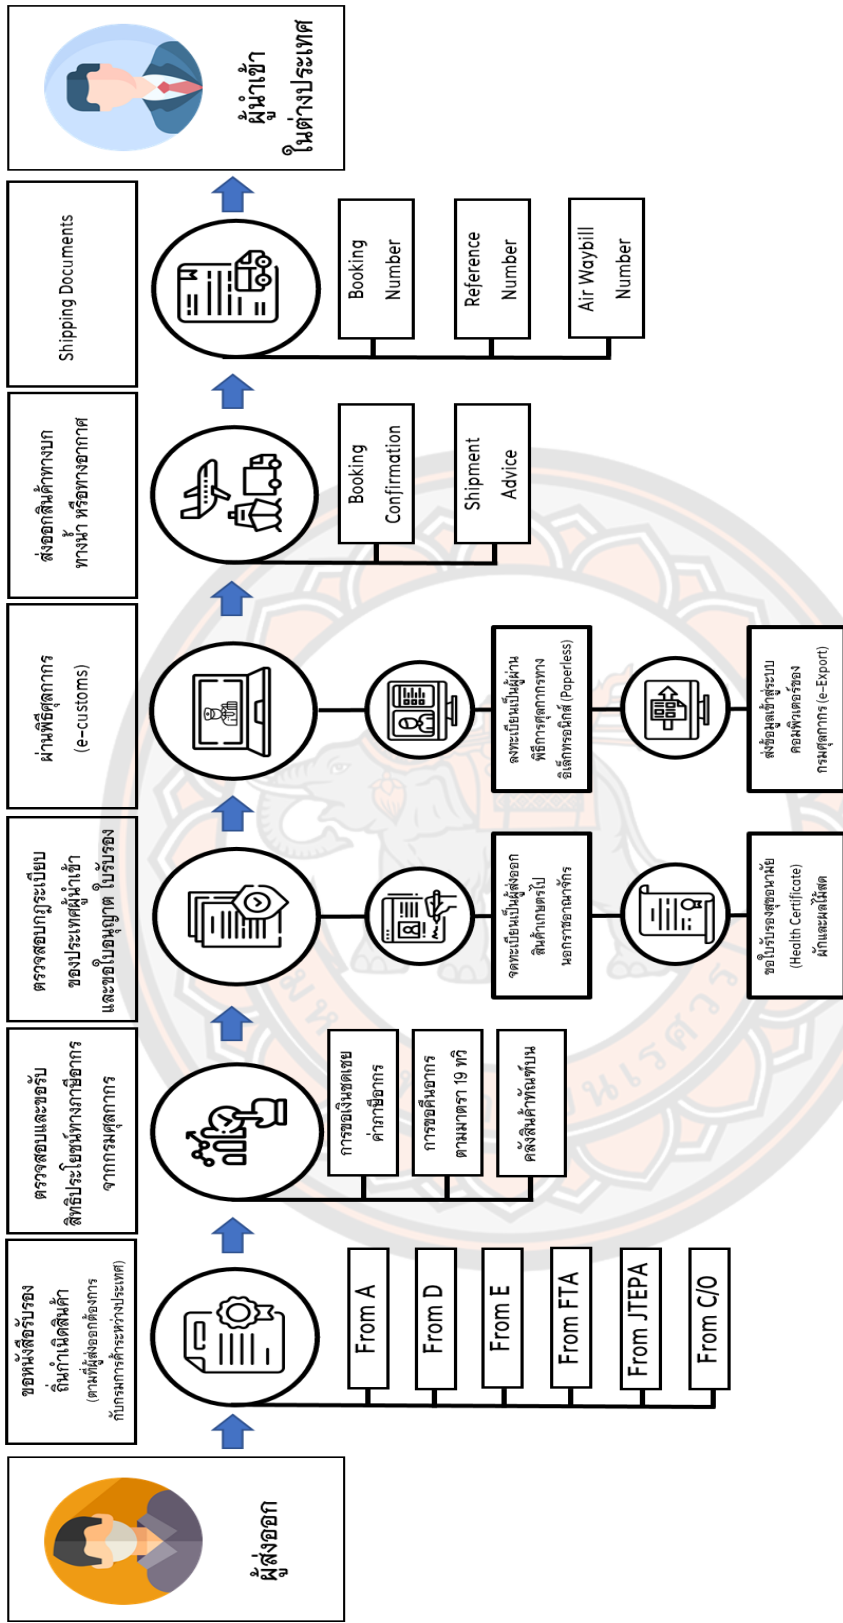 ผู้ส่งออก
ขอหนังสือรับรอง
ถิ่นกำเนิดสินค้า
(ตามที่ผู้ส่งออกต้องการ
กับกรมการค้าระหว่างประเทศ)
From A
From D
From E
From FTA
From JTEPA
From C/O
ตรวจสอบและขอรับ
สิทธิประโยชน์ทางภาษีอากร
จากกรมศุลกากร
การขอเงินชดเชย
ค่าภาษีอากร
การขอคืนอากร
ตามมาตรา 19 ทวิ
คลังสินค้าทัณฑ์บน
ตรวจสอบกฎระเบียบ
ของประเทศผู้นำเข้า
และขอใบอนุญาต ใบรับรอง
จดทะเบียนเป็นผู้ส่งออก
สินค้าเกษตรไป
นอกราชอาณาจักร
ขอใบรับรองสุขอนามัย
(Health Certificate)
ผักและผลไม้สด
ผ่านพิธีศุลกากร
(e-customs)
ลงทะเบียนเป็นผู้ผ่าน
พิธีการศุลกากรทาง
อิเล็กทรอนิกส์ (Paperless)
ส่งข้อมูลเข้าสู่ระบบ
คอมพิวเตอร์ของ
กรมศุลกากร (e-Export)
ส่งออกสินค้าทางบก
ทางน้ำ หรือทางอากาศ
Booking
Confirmation
Shipment
Advice
Shipping Documents
Booking
Number
Reference
Number
Air Waybill
Number
ผู้นำเข้า
ในต่างประเทศ